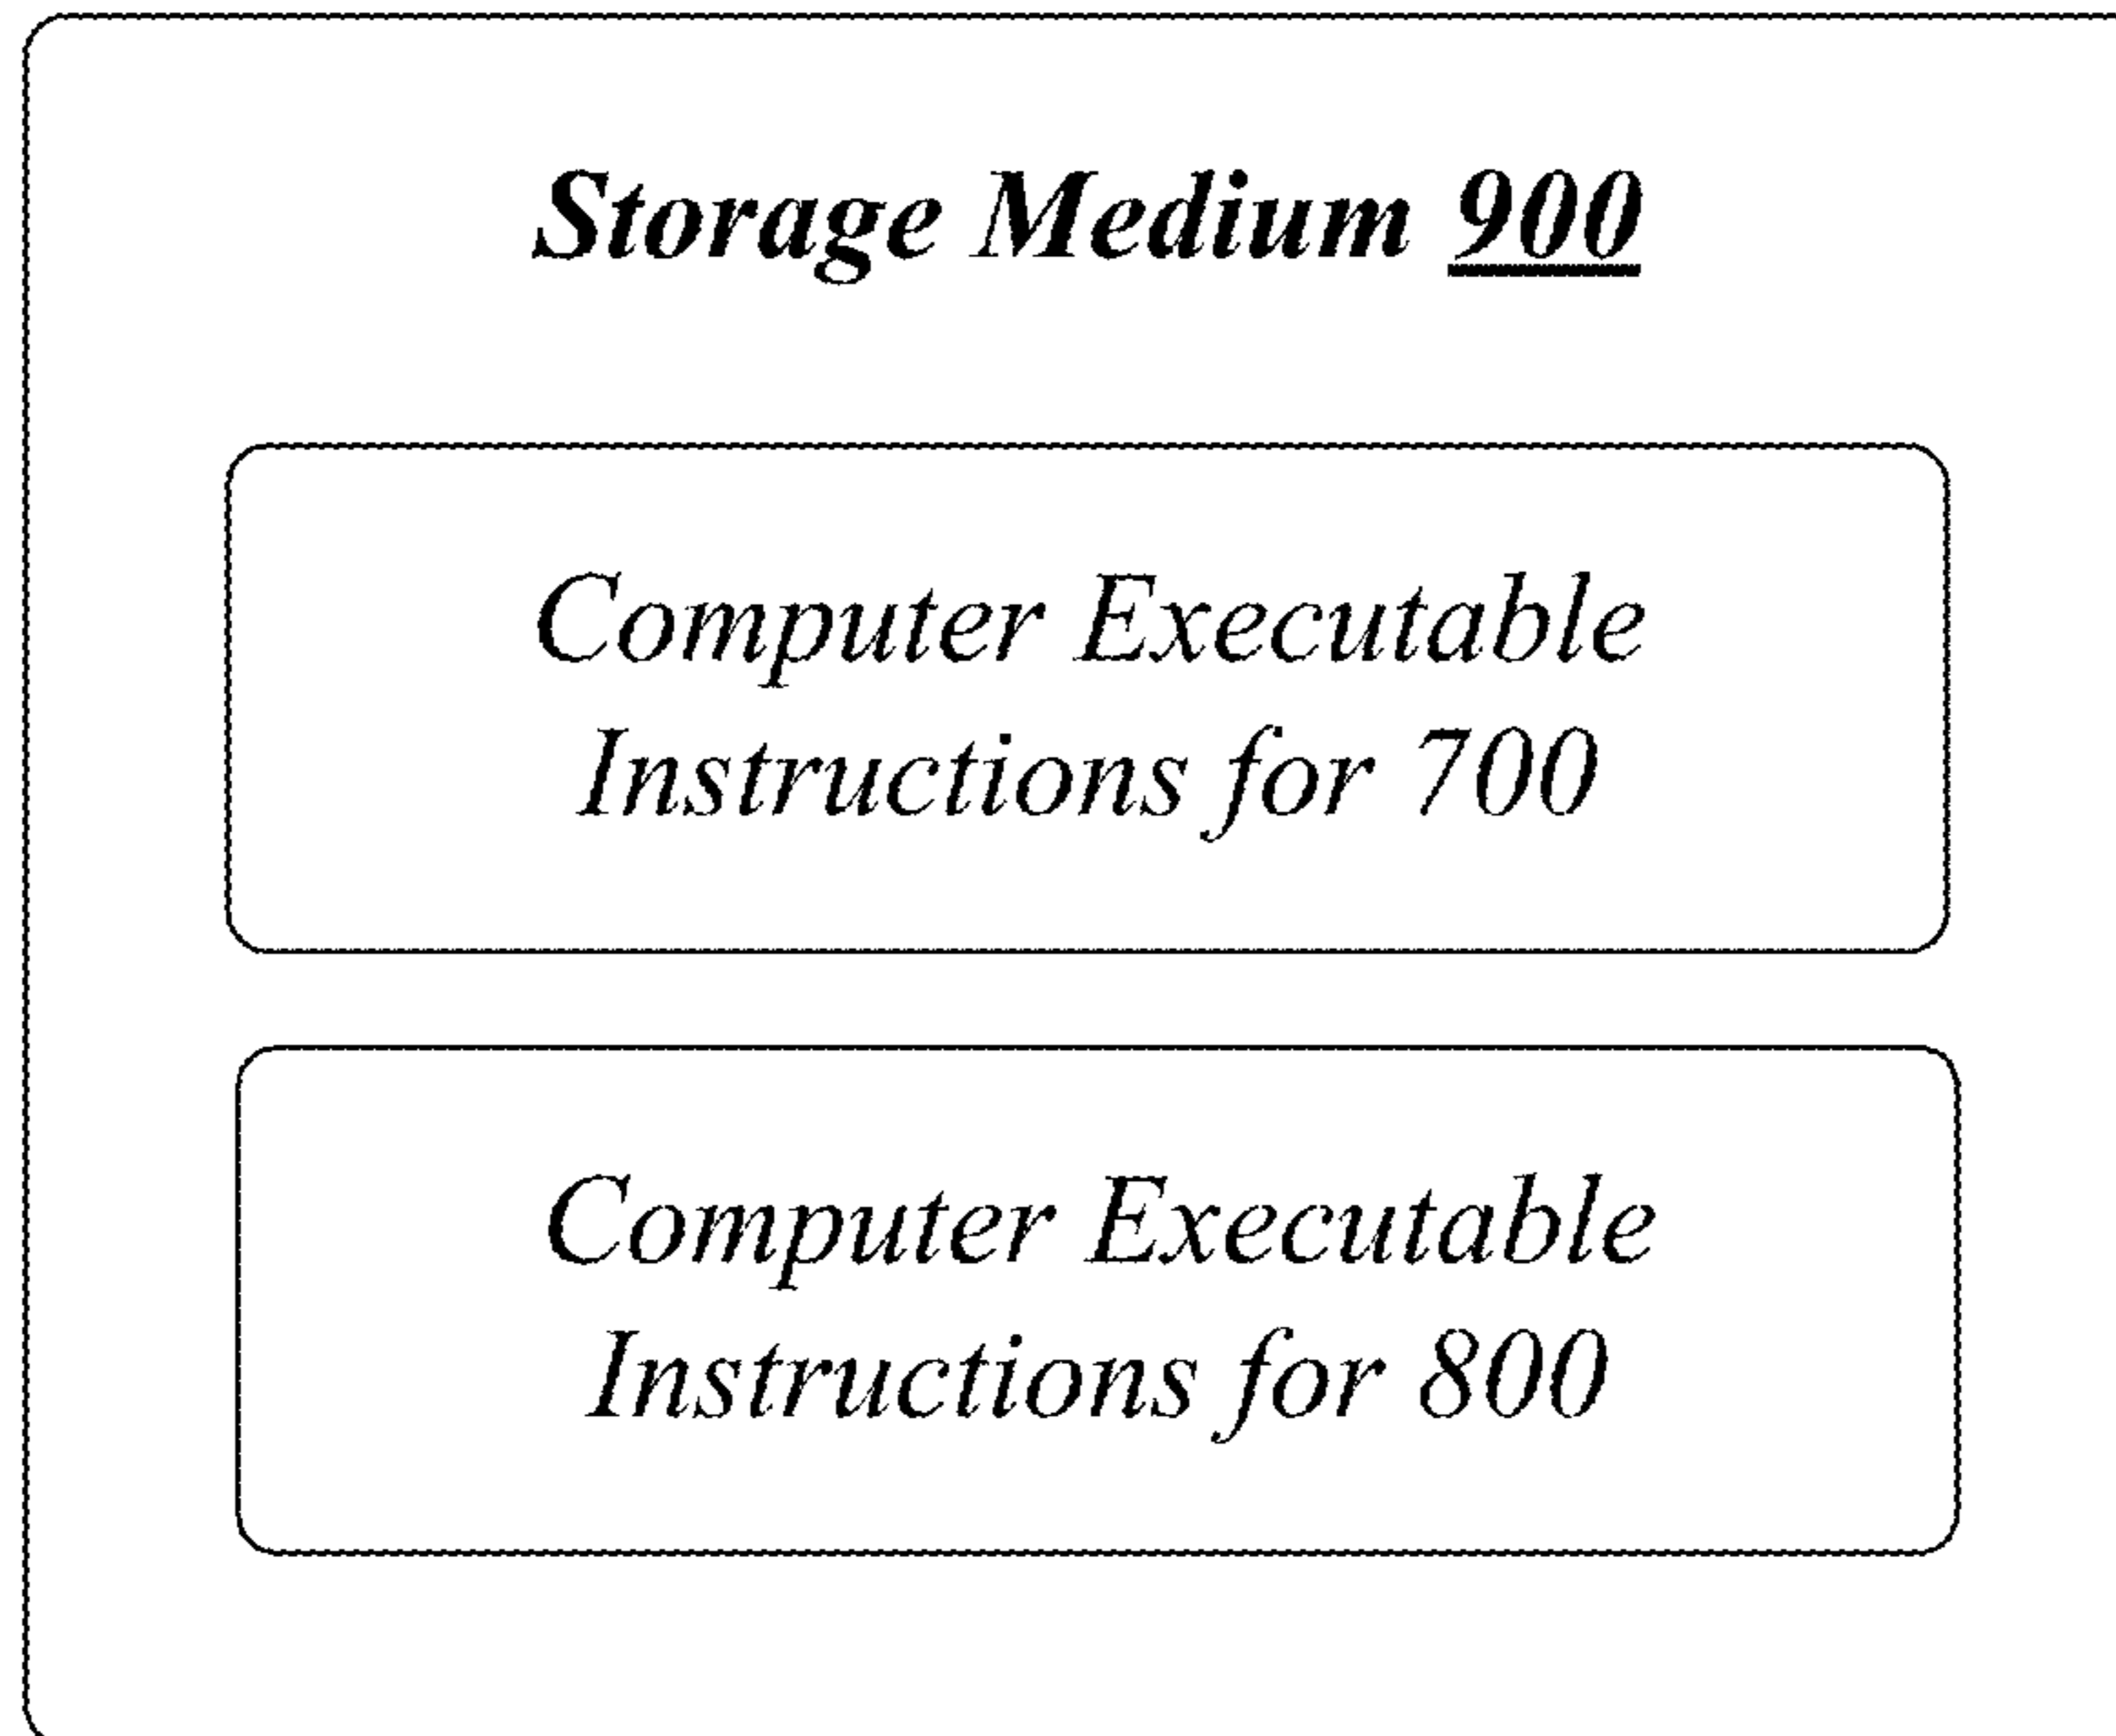 Storage Medium 900
Computer Executable
Instructions for 700
Computer Executable
Instructions for 800